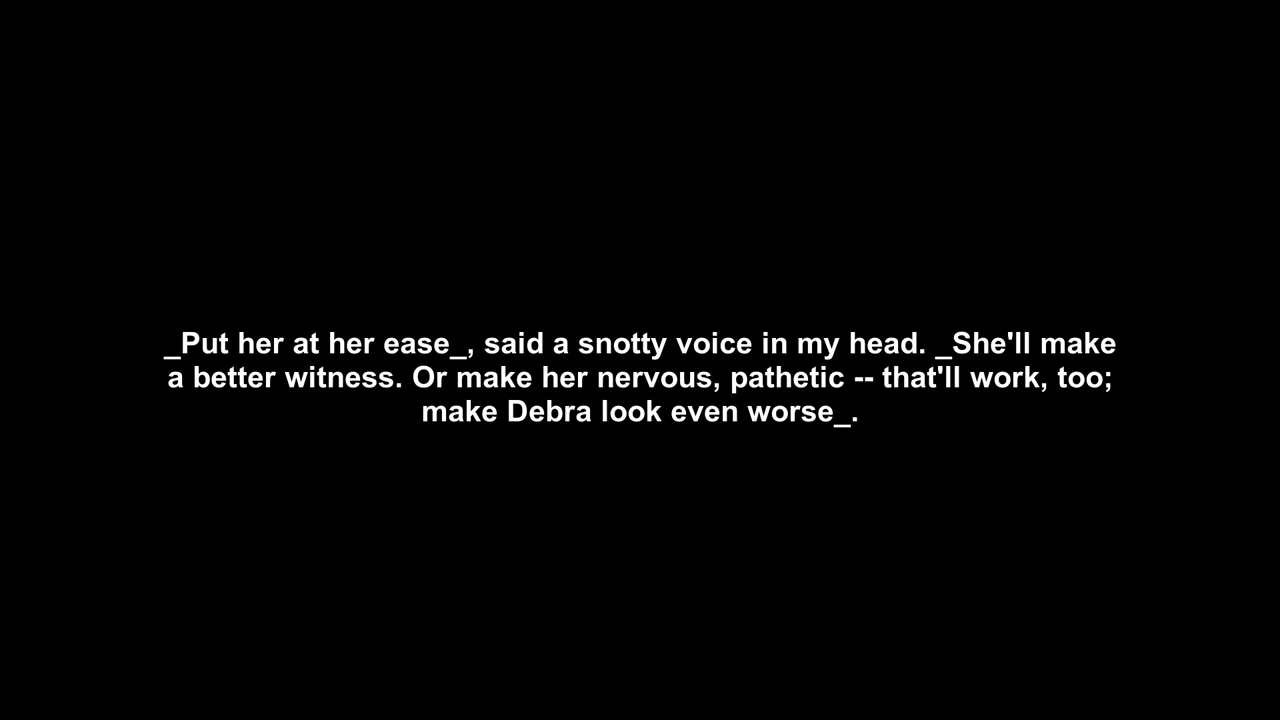 _Put her at her ease_, said a snotty voice in my head. _She'll make
a better witness. Or make her nervous, pathetic -- that'll work, too;
make Debra look even worse_.